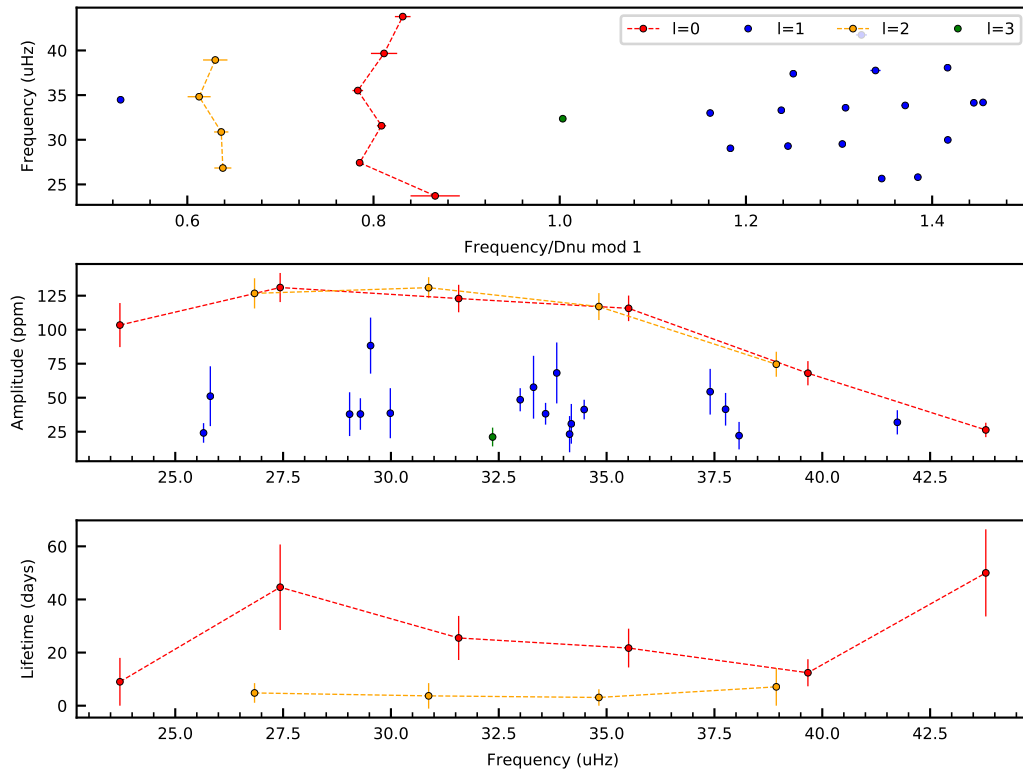 l=0 l=1 l=2 l=3
Frequency (uHz)
40
35
30
25
0.6 0.8 1.0 1.2 1.4
Frequency/Dnu mod 1
Amplitude (ppm)
125
100
75
50
25
25.0 27.5 30.0 32.5 35.0 37.5 40.0 42.5
Lifetime (days)
60
40
20
0
25.0 27.5 30.0 32.5 35.0 37.5 40.0 42.5
Frequency (uHz)